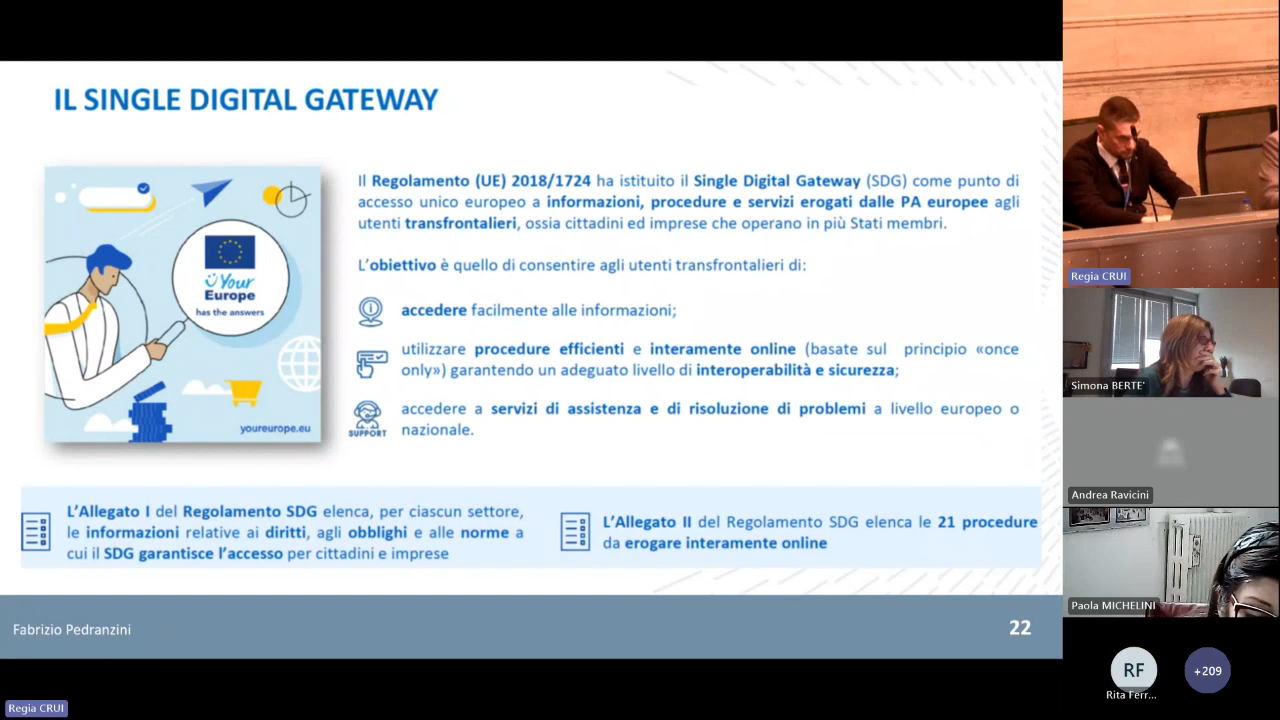 IL SINGLE DIGITAL GATEWAY
Your
Europe
has the answers
youreurope.eu
Il Regolamento (UE) 2018/1724 ha istituito il Single Digital Gateway (SDG) come punto di
accesso unico europeo a informazioni, procedure e servizi erogati dalle PA europee agli
utenti transfrontalieri, ossia cittadini ed imprese che operano in più Stati membri.
L'obiettivo è quello di consentire agli utenti transfrontalieri di:
accedere facilmente alle informazioni;
utilizzare procedure efficienti e interamente online (basate sul principio «once
only») garantendo un adeguato livello di interoperabilità e sicurezza;
SUPPORT
accedere a servizi di assistenza e di risoluzione di problemi a livello europeo o
nazionale.
L'Allegato I del Regolamento SDG elenca, per ciascun settore,
le informazioni relative ai diritti, agli obblighi e alle norme a
cui il SDG garantisce l'accesso per cittadini e imprese
L'Allegato II del Regolamento SDG elenca le 21 procedure
da erogare interamente online
Fabrizio Pedranzini
22
Regia CRUI
Regia CRUI
Simona BERTE'
Andrea Ravicini
Paola MICHELINI
RF
Rita Ferr...
+209